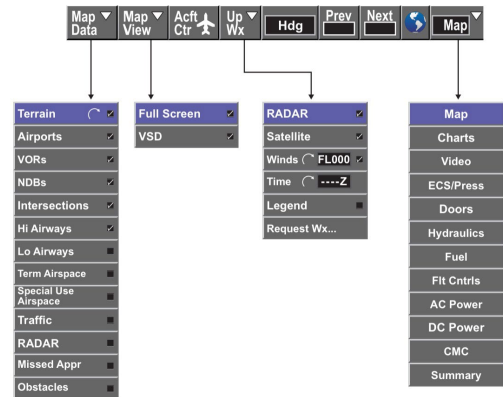 Map Data
Map View
Acft Ctr
Up Wx
Hdg
Prev
Next
Map
Terrain
Airports
VORs
NDBs
Intersections
Hi Airways
Lo Airways
Term Airspace
Special Use
Airspace
Traffic
RADAR
Missed Appr
Obstacles
Full Screen
VSD
RADAR
Satellite
Winds FL000
Time ----Z
Legend
Request Wx...
Map
Charts
Video
ECS/Press
Doors
Hydraulics
Fuel
Flt Cntrls
AC Power
DC Power
CMC
Summary